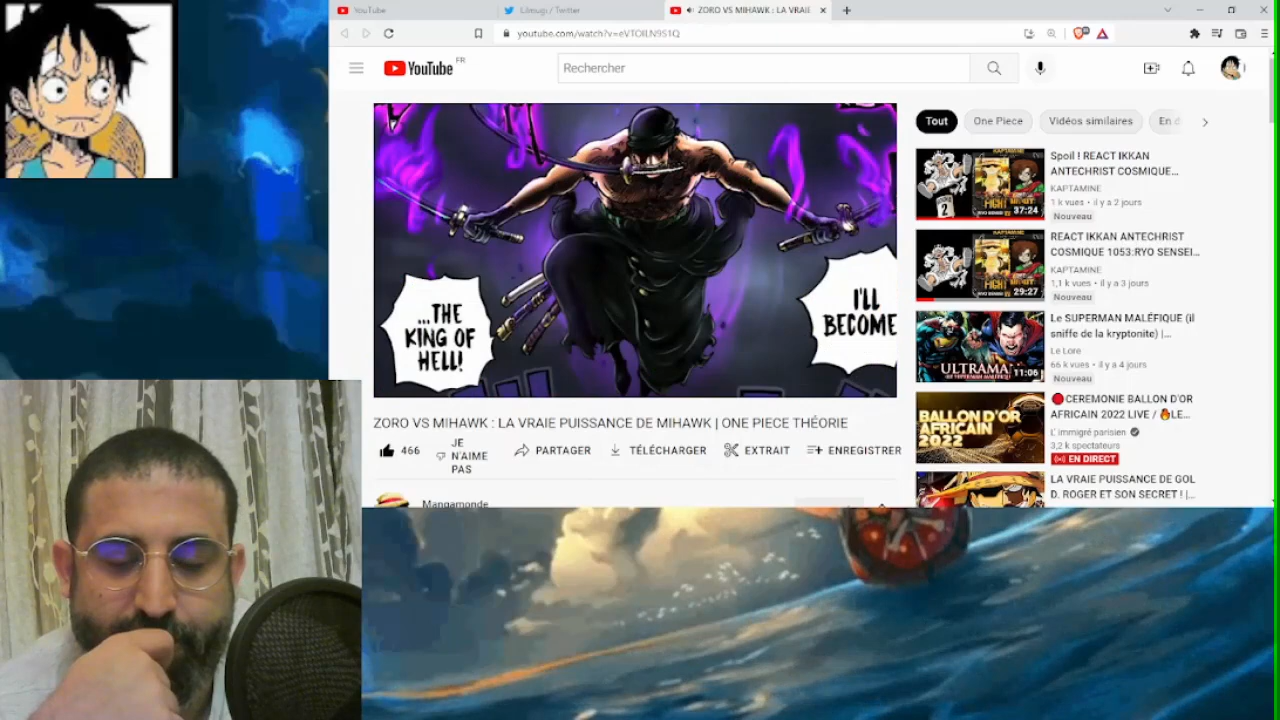 YouTube
Lilrougi / Twitter
ZORO VS MIHAWK : LA VRAIE
youtube.com/watch?v=eVTOILN9S1Q
YouTube FR
Rechercher
...THE
KING OF
HELL!
I'LL
BECOME
ZORO VS MIHAWK : LA VRAIE PUISSANCE DE MIHAWK | ONE PIECE THÉORIE
466
JE
N'AIME
PAS
PARTAGER
TÉLÉCHARGER
EXTRAIT
ENREGISTRER
Mangamonde
Tout
One Piece
Vidéos similaires
En d
37:24
Spoil ! REACT IKKAN
ANTECHRIST COSMIQUE...
KAPTAMINE
1 k vues • il y a 2 jours
Nouveau
29:27
REACT IKKAN ANTECHRIST
COSMIQUE 1053:RYO SENSEI...
KAPTAMINE
1,1 k vues • il y a 3 jours
Nouveau
ULTRAMA
11:06
Le SUPERMAN MALÉFIQUE (il
sniffe de la kryptonite) |...
Le Lore
66 k vues • il y a 4 jours
Nouveau
BALLON D'OR
AFRICAIN
2022
CEREMONIE BALLON D'OR
AFRICAIN 2022 LIVE / LE...
L' immigré parisien
3,2 k spectateurs
EN DIRECT
LA VRAIE PUISSANCE DE GOL
D. ROGER ET SON SECRET ! |...